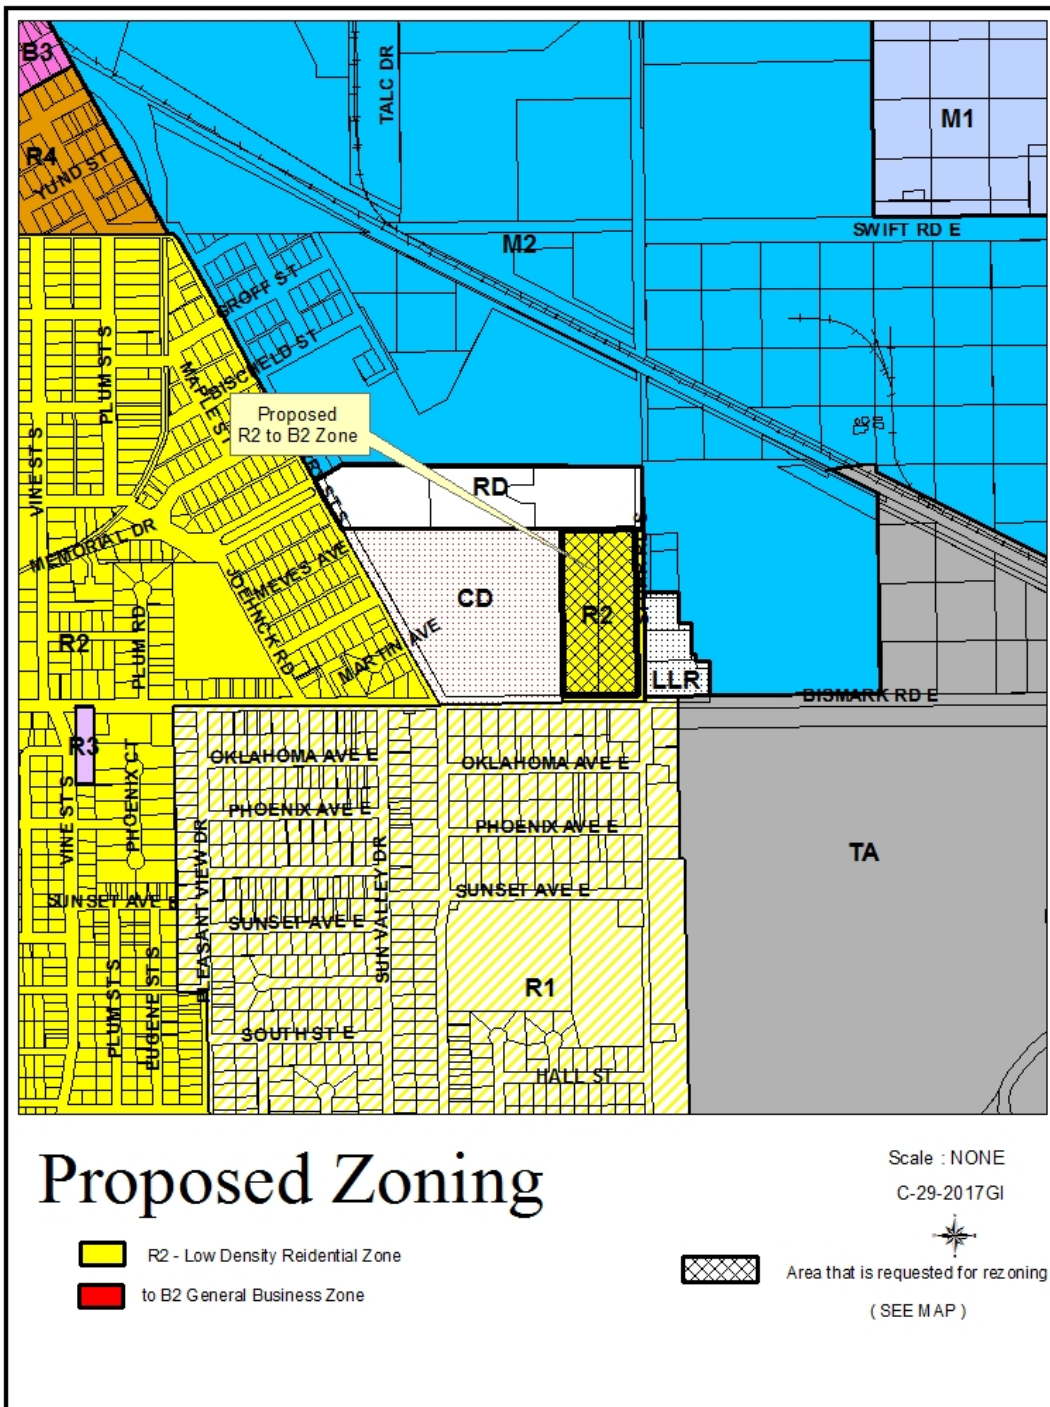 B3
TALC DR
M1
R4
YUND ST
SWIFT RD E
M2
GROFF ST
PLUM ST S
BISCHELD ST
MAPLE ST
Proposed
R2 to B2 Zone
VINE ST S
RD
MEMORIAL DR
MEVES AVE
JOEHNCK RD
CD
R2
R2
PLUM RD
MARTIN AVE
LLR
BISMARK RD E
R3
OKLAHOMA AVE E
OKLAHOMA AVE E
PHOENIX CT
VINE ST S
PHOENIX AVE E
PHOENIX AVE E
PLEASANT VIEW DR
SUN VALLEY DR
TA
SUNSET AVE E
SUNSET AVE E
SUNSET AVE E
PLUM ST S
EUGENE ST S
R1
SOUTH ST E
HALL ST
Proposed Zoning
Scale : NONE
C-29-2017GI
R2 - Low Density Reidential Zone
to B2 General Business Zone
Area that is requested for rezoning
( SEE MAP )